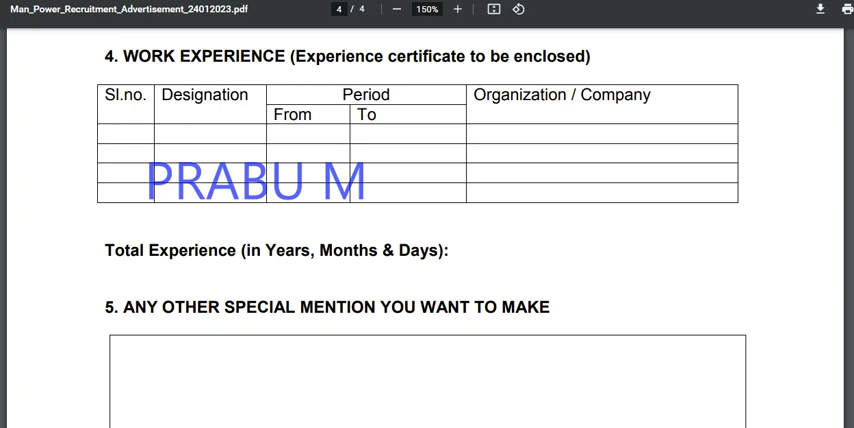 Man_Power_Recruitment_Advertisement_24012023.pdf
4 / 4
150%
4. WORK EXPERIENCE (Experience certificate to be enclosed)
Sl.no. Designation Period Organization / Company
From To
PRABU M
Total Experience (in Years, Months & Days):
5. ANY OTHER SPECIAL MENTION YOU WANT TO MAKE